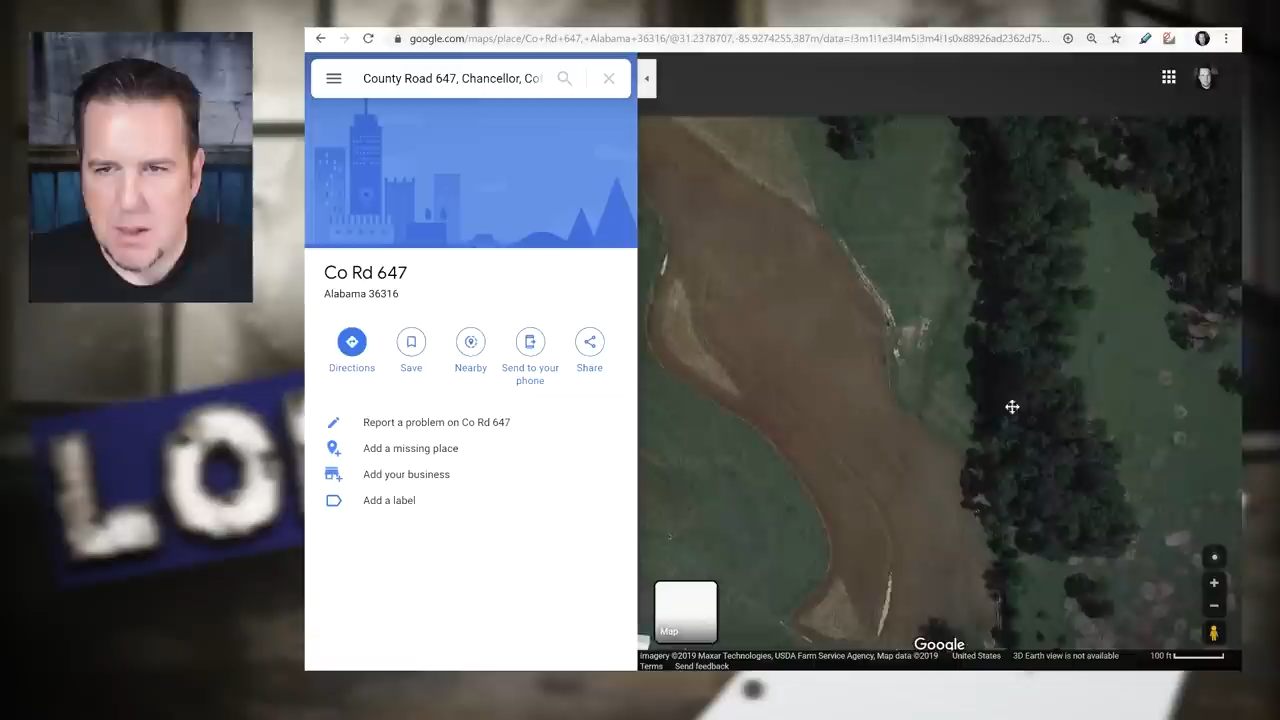 google.com/maps/place/Co+Rd+647,+Alabama+36316/@31.2378707,-85.9274255,387m/data=!3m1!1e3!4m5!3m4!1s0x88926ad2362d75...
County Road 647, Chancellor, Co
Co Rd 647
Alabama 36316
Directions
Save
Nearby
Send to your
phone
Share
Report a problem on Co Rd 647
Add a missing place
Add your business
Add a label
LO
Map
Google
Imagery ©2019 Maxar Technologies, USDA Farm Service Agency, Map data ©2019 United States 3D Earth view is not available 100 ft
Terms Send feedback